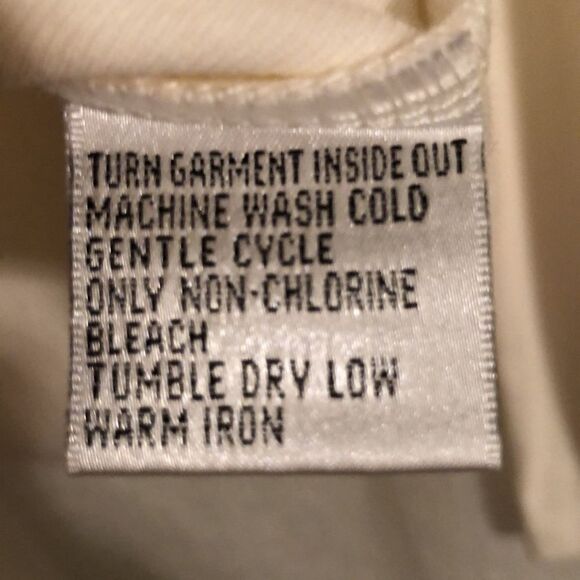 TURN GARMENT INSIDE OUT
MACHINE WASH COLD
GENTLE CYCLE
ONLY NON-CHLORINE
BLEACH
TUMBLE DRY LOW
WARM IRON